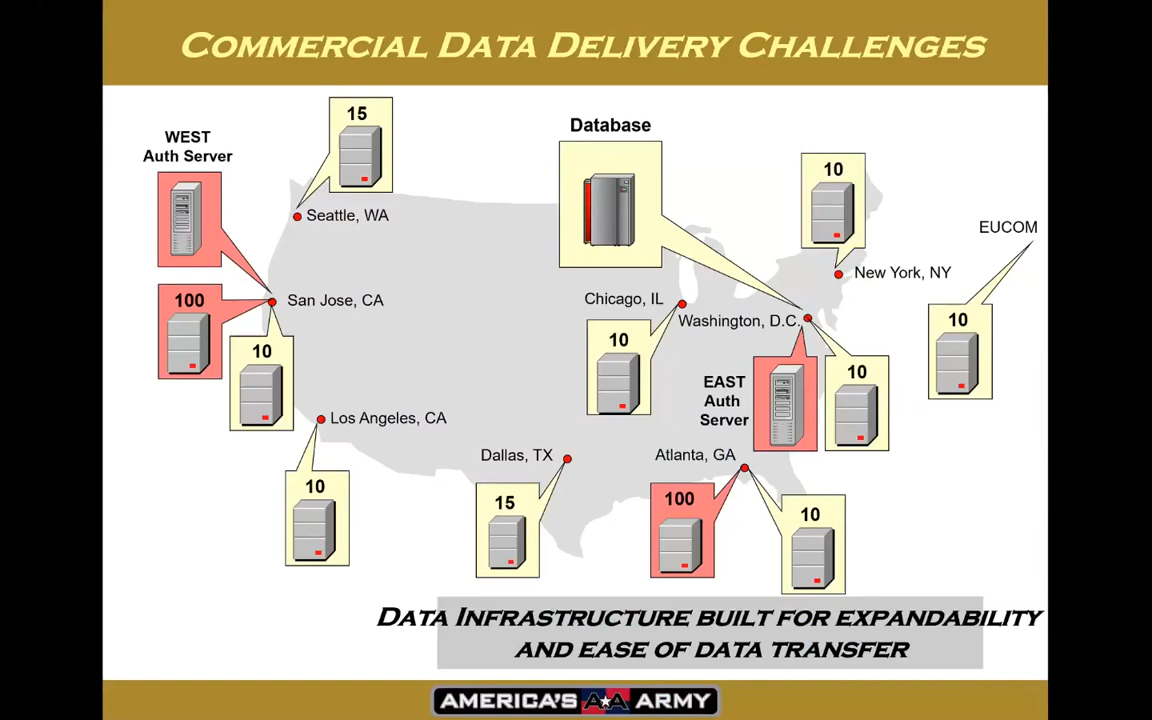 COMMERCIAL DATA DELIVERY CHALLENGES
WEST
Auth Server
15
Database
10
Seattle, WA
EUCOM
New York, NY
100
San Jose, CA
Chicago, IL
Washington, D.C.
10
10
10
10
EAST
Auth
Server
Los Angeles, CA
Dallas, TX
Atlanta, GA
10
15
100
10
DATA INFRASTRUCTURE BUILT FOR EXPANDABILITY
AND EASE OF DATA TRANSFER
AMERICA'S AA ARMY